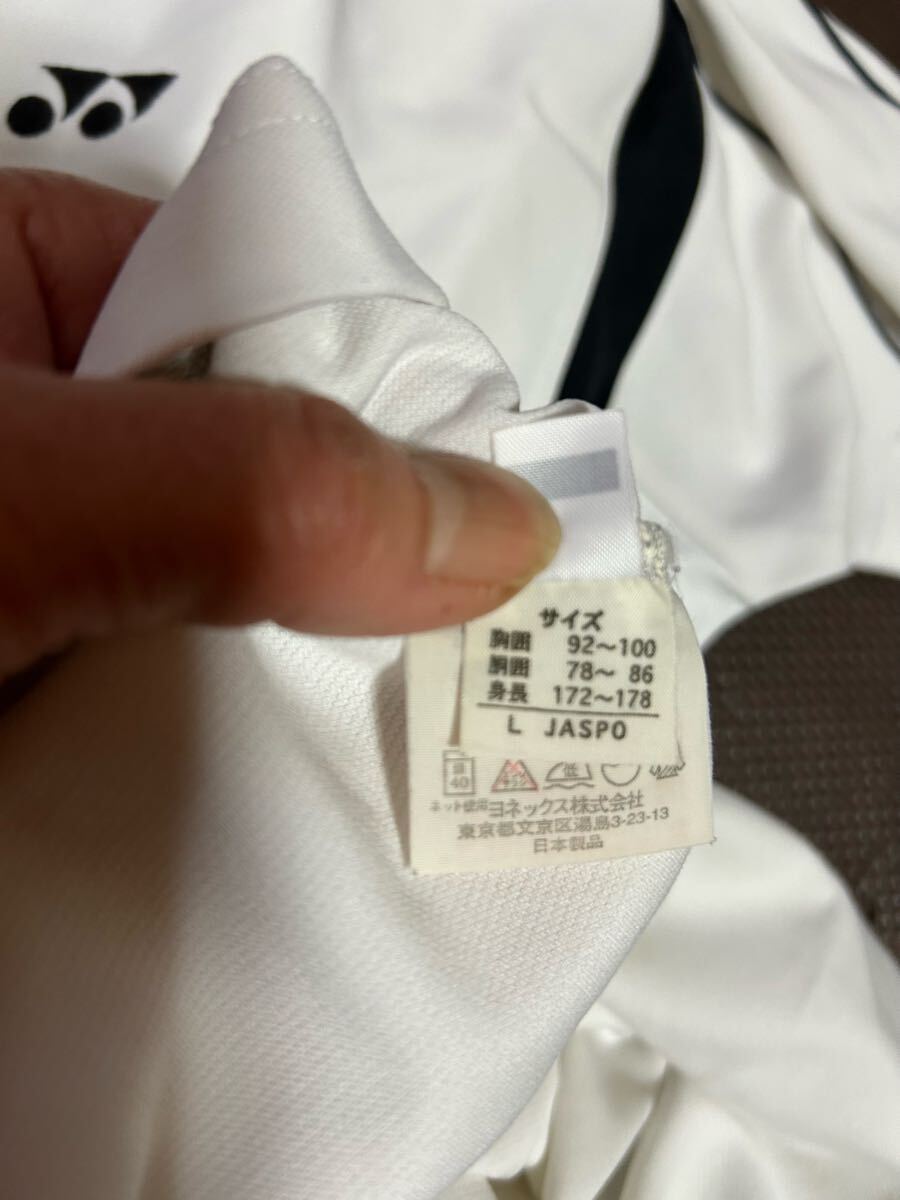 サイズ
胸囲 92～100
胴囲 78～ 86
身長 172～178
L JASPO
40
低
ネット使用 ヨネックス株式会社
東京都文京区湯島3-23-13
日本製品